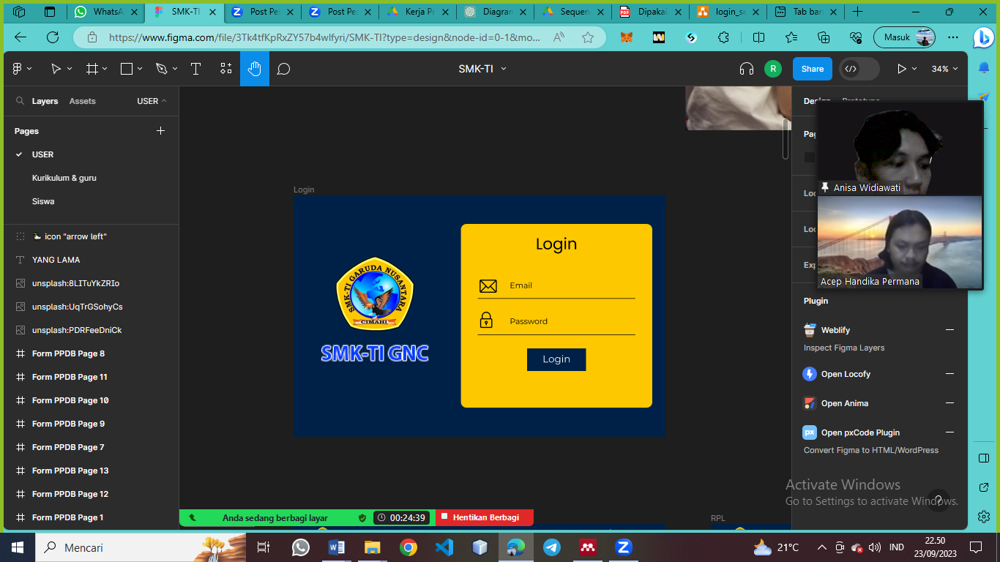 WhatsA
SMK-TI
Post Pe
Post Pe
Kerja Pr
Diagram
Sequen
Dipakai
login_se
Tab bar
https://www.figma.com/file/3Tk4tfKpRxZY57b4wlfyri/SMK-TI?type=design&node-id=0-1&mo...
Masuk
SMK-TI
R
Share
34%
Layers
Assets
USER
Design
Prototype
Pages
USER
Kurikulum & guru
Siswa
icon "arrow left"
YANG LAMA
unsplash:8LITuYkZRIo
unsplash:UqTrGSohyCs
unsplash:PDRFeeDniCk
Form PPDB Page 8
Form PPDB Page 11
Form PPDB Page 10
Form PPDB Page 9
Form PPDB Page 7
Form PPDB Page 13
Form PPDB Page 12
Form PPDB Page 1
Login
Login
Email
Password
Login
SMK-TI GARUDA NUSANTARA
CIMAHI
SMK-TI GNC
RPL
Pag
Loc
Loc
Exp
Anisa Widiawati
Acep Handika Permana
Plugin
Weblify
Inspect Figma Layers
Open Locofy
Open Anima
px
Open pxCode Plugin
Convert Figma to HTML/WordPress
Activate Windows
Go to Settings to activate Windows.
?
Anda sedang berbagi layar
00:24:39
Hentikan Berbagi
Mencari
21°C
IND
22.50
23/09/2023